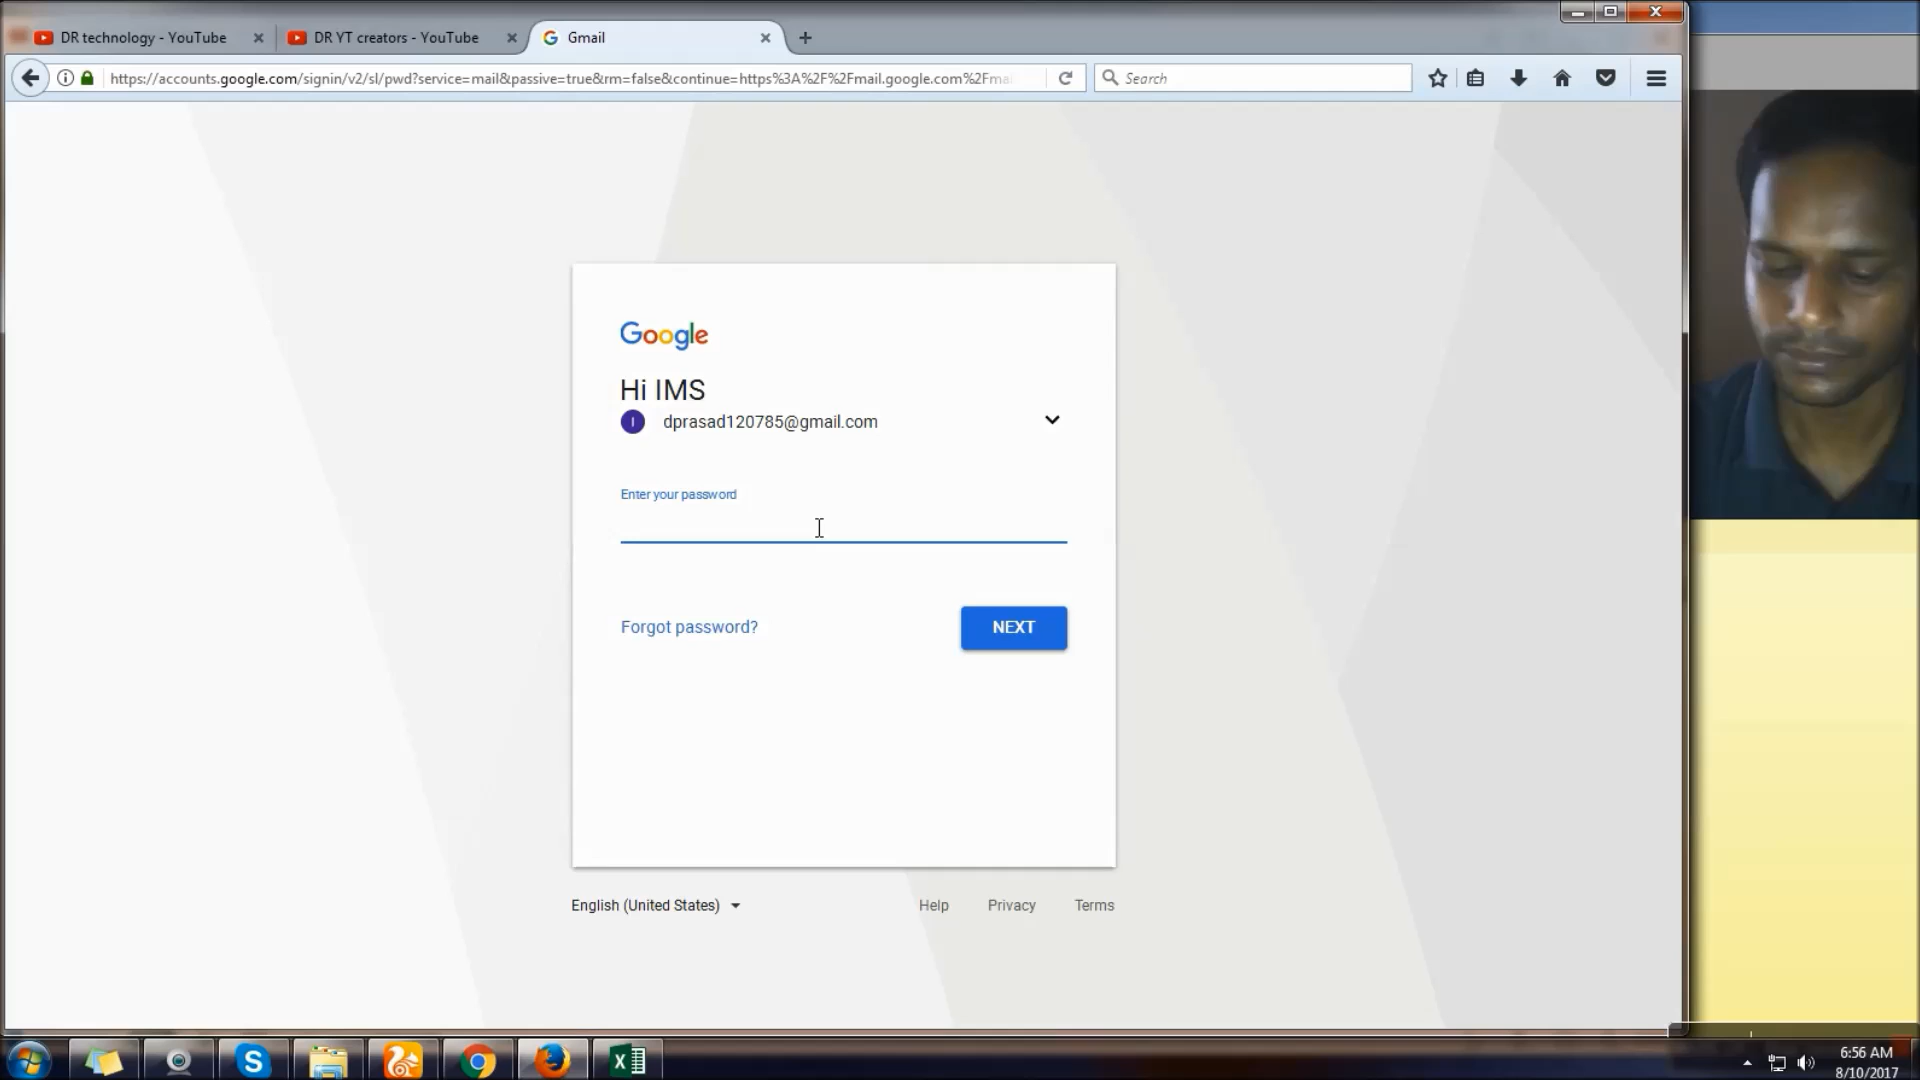 DR technology - YouTube
DR YT creators - YouTube
Gmail
https://accounts.google.com/signin/v2/sl/pwd?service=mail&passive=true&rm=false&continue=https%3A%2F%2Fmail.google.com%2Fma
Search
Google
Hi IMS
I
dprasad120785@gmail.com
Enter your password
Forgot password?
NEXT
English (United States)
Help
Privacy
Terms
6:56 AM
8/10/2017